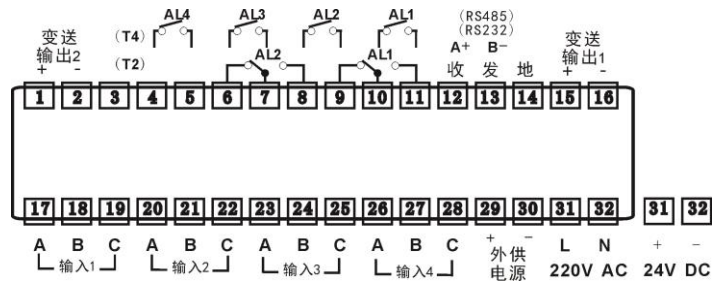 AL4 AL3 AL2 AL1 (RS485)
(RS232)
变送 (T4) A+ B- 变送
输出2 (T2) AL2 AL1 收 发 地 输出1
+ - + -
1 2 3 4 5 6 7 8 9 10 11 12 13 14 15 16
17 18 19 20 21 22 23 24 25 26 27 28 29 30 31 32 31 32
A B C A B C A B C A B C + - L N + -
输入1 输入2 输入3 输入4 外供
电源 220V AC 24V DC